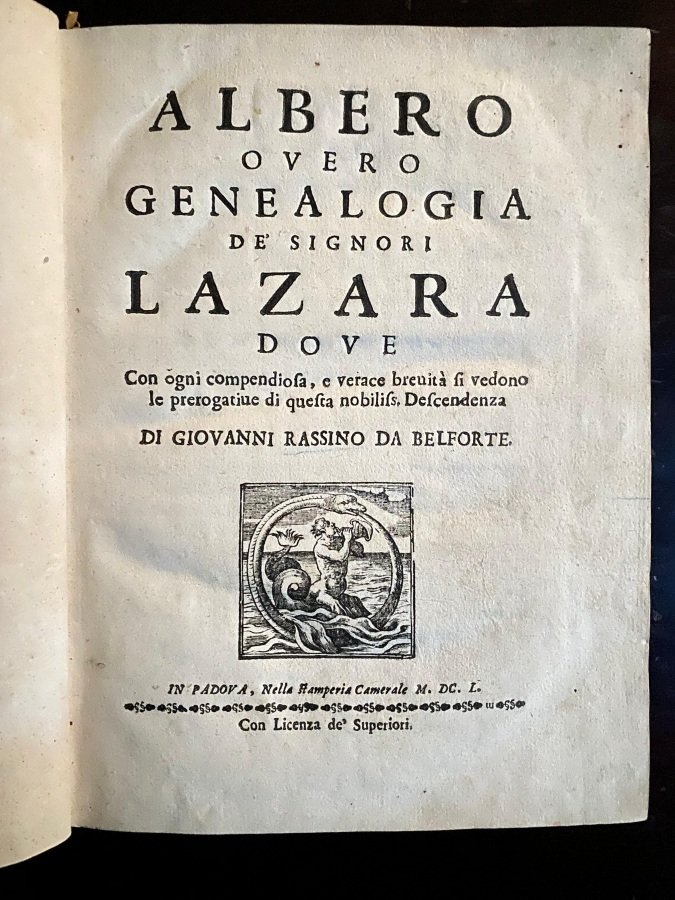 ALBERO
OVERO
GENEALOGIA
DE' SIGNORI
LAZARA
DOVE
Con ogni compendiosa, e verace brevità si vedono
le prerogatiue di questa nobiliss. Descendenza
DI GIOVANNI RASSINO DA BELFORTE.
IN PADOVA, Nella Stamperia Camerale M. DC. L.
Con Licenza de' Superiori.